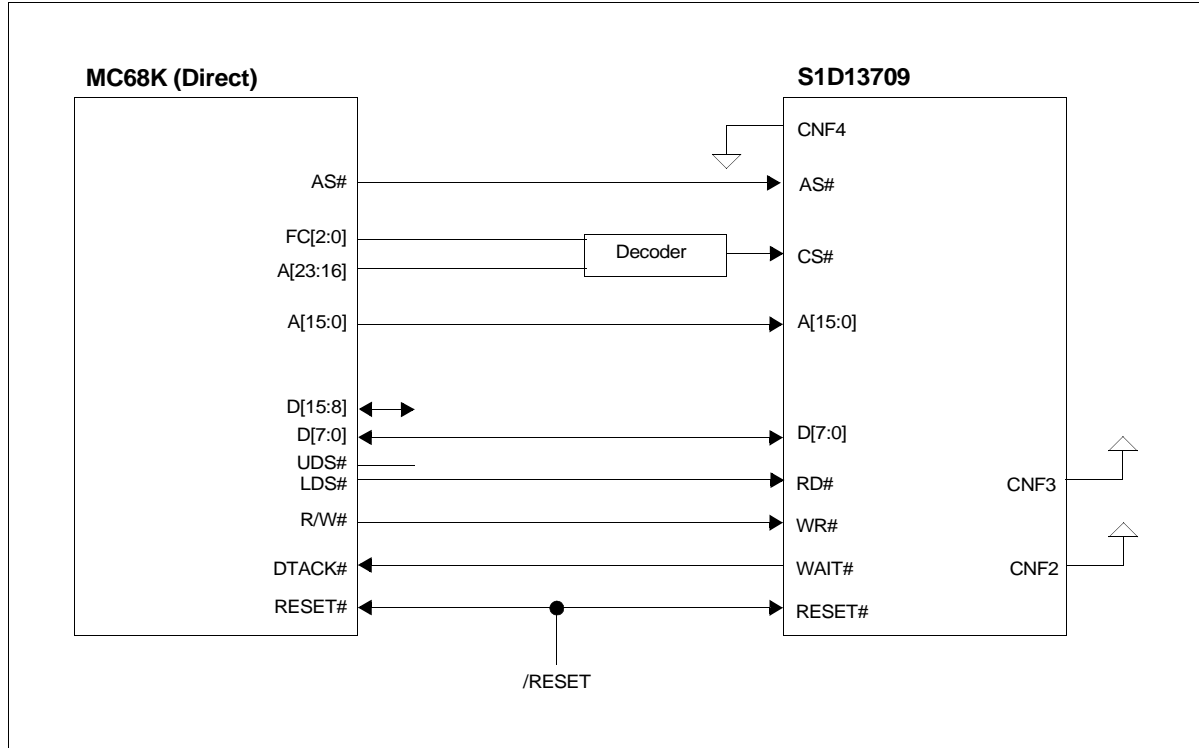 MC68K (Direct)
S1D13709
CNF4
AS#
AS#
FC[2:0]
Decoder
CS#
A[23:16]
A[15:0]
A[15:0]
D[15:8]
D[7:0]
D[7:0]
UDS#
LDS#
RD#
CNF3
R/W#
WR#
DTACK#
WAIT#
CNF2
RESET#
RESET#
/RESET